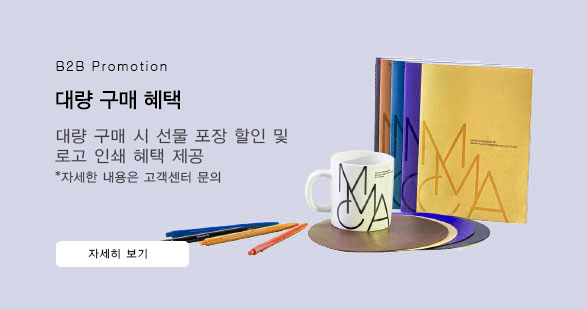 B2B Promotion
대량 구매 혜택
대량 구매 시 선물 포장 할인 및
로고 인쇄 혜택 제공
*자세한 내용은 고객센터 문의
자세히 보기
MMCA
MMCA